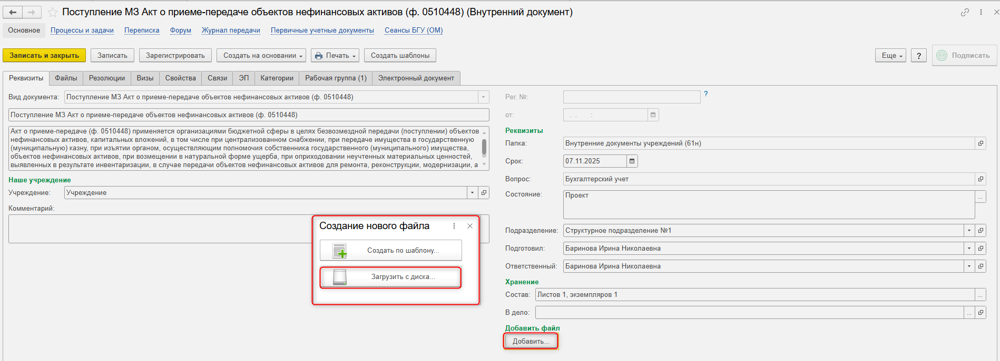 Поступление МЗ Акт о приеме-передаче объектов нефинансовых активов (ф. 0510448) (Внутренний документ)
Основное Процессы и задачи Переписка Форум Журнал передачи Первичные учетные документы Сеансы БГУ (ОМ)
Записать и закрыть Записать Зарегистрировать Создать на основании Печать Создать шаблоны Еще ? Подписать
Реквизиты Файлы Резолюции Визы Свойства Связи ЭП Категории Рабочая группа (1) Электронный документ
Вид документа: Поступление МЗ Акт о приеме-передаче объектов нефинансовых активов (ф. 0510448)
Поступление МЗ Акт о приеме-передаче объектов нефинансовых активов (ф. 0510448)
Акт о приеме-передаче (ф. 0510448) применяется организациями бюджетной сферы в целях безвозмездной передачи (поступлении) объектов
нефинансовых активов, капитальных вложений, в том числе при централизованном снабжении, при передаче имущества в государственную
(муниципальную) казну, при изъятии органом, осуществляющим полномочия собственника государственного (муниципального) имущества,
объектов нефинансовых активов, при возмещении в натуральной форме ущерба, при оприходовании неучтенных материальных ценностей,
выявленных в результате инвентаризации, в случае передачи объектов нефинансовых активов для ремонта, реконструкции, модернизации, а
Наше учреждение
Учреждение: Учреждение
Комментарий:
Создание нового файла
Создать по шаблону...
Загрузить с диска...
Рег. №: ?
от: . . :
Реквизиты
Папка: Внутренние документы учреждений (61н)
Срок: 07.11.2025
Вопрос: Бухгалтерский учет
Состояние: Проект ...
Подразделение: Структурное подразделение №1
Подготовил: Баринова Ирина Николаевна
Ответственный: Баринова Ирина Николаевна
Хранение
Состав: Листов 1, экземпляров 1 ...
В дело: ...
Добавить файл
Добавить...